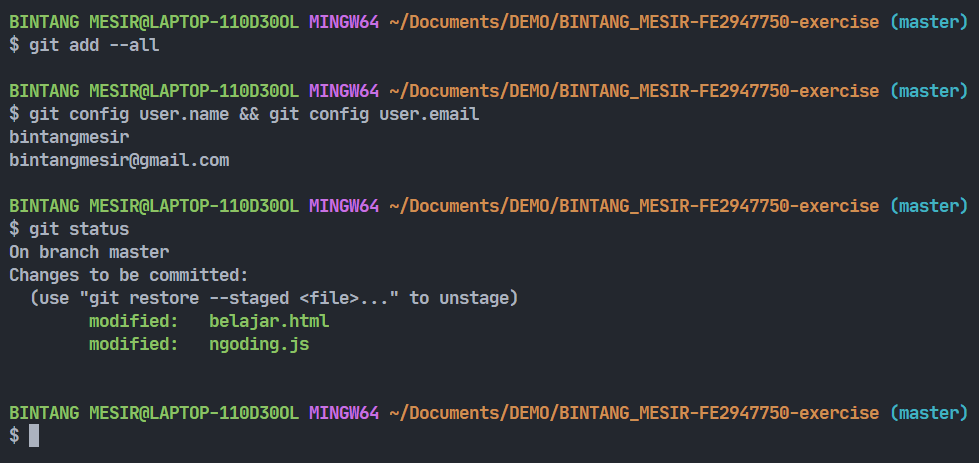 BINTANG MESIR@LAPTOP-110D30OL MINGW64 ~/Documents/DEMO/BINTANG_MESIR-FE2947750-exercise (master)
$ git add --all
BINTANG MESIR@LAPTOP-110D30OL MINGW64 ~/Documents/DEMO/BINTANG_MESIR-FE2947750-exercise (master)
$ git config user.name && git config user.email
bintangmesir
bintangmesir@gmail.com
BINTANG MESIR@LAPTOP-110D30OL MINGW64 ~/Documents/DEMO/BINTANG_MESIR-FE2947750-exercise (master)
$ git status
On branch master
Changes to be committed:
  (use "git restore --staged <file>..." to unstage)
        modified:   belajar.html
        modified:   ngoding.js
BINTANG MESIR@LAPTOP-110D30OL MINGW64 ~/Documents/DEMO/BINTANG_MESIR-FE2947750-exercise (master)
$